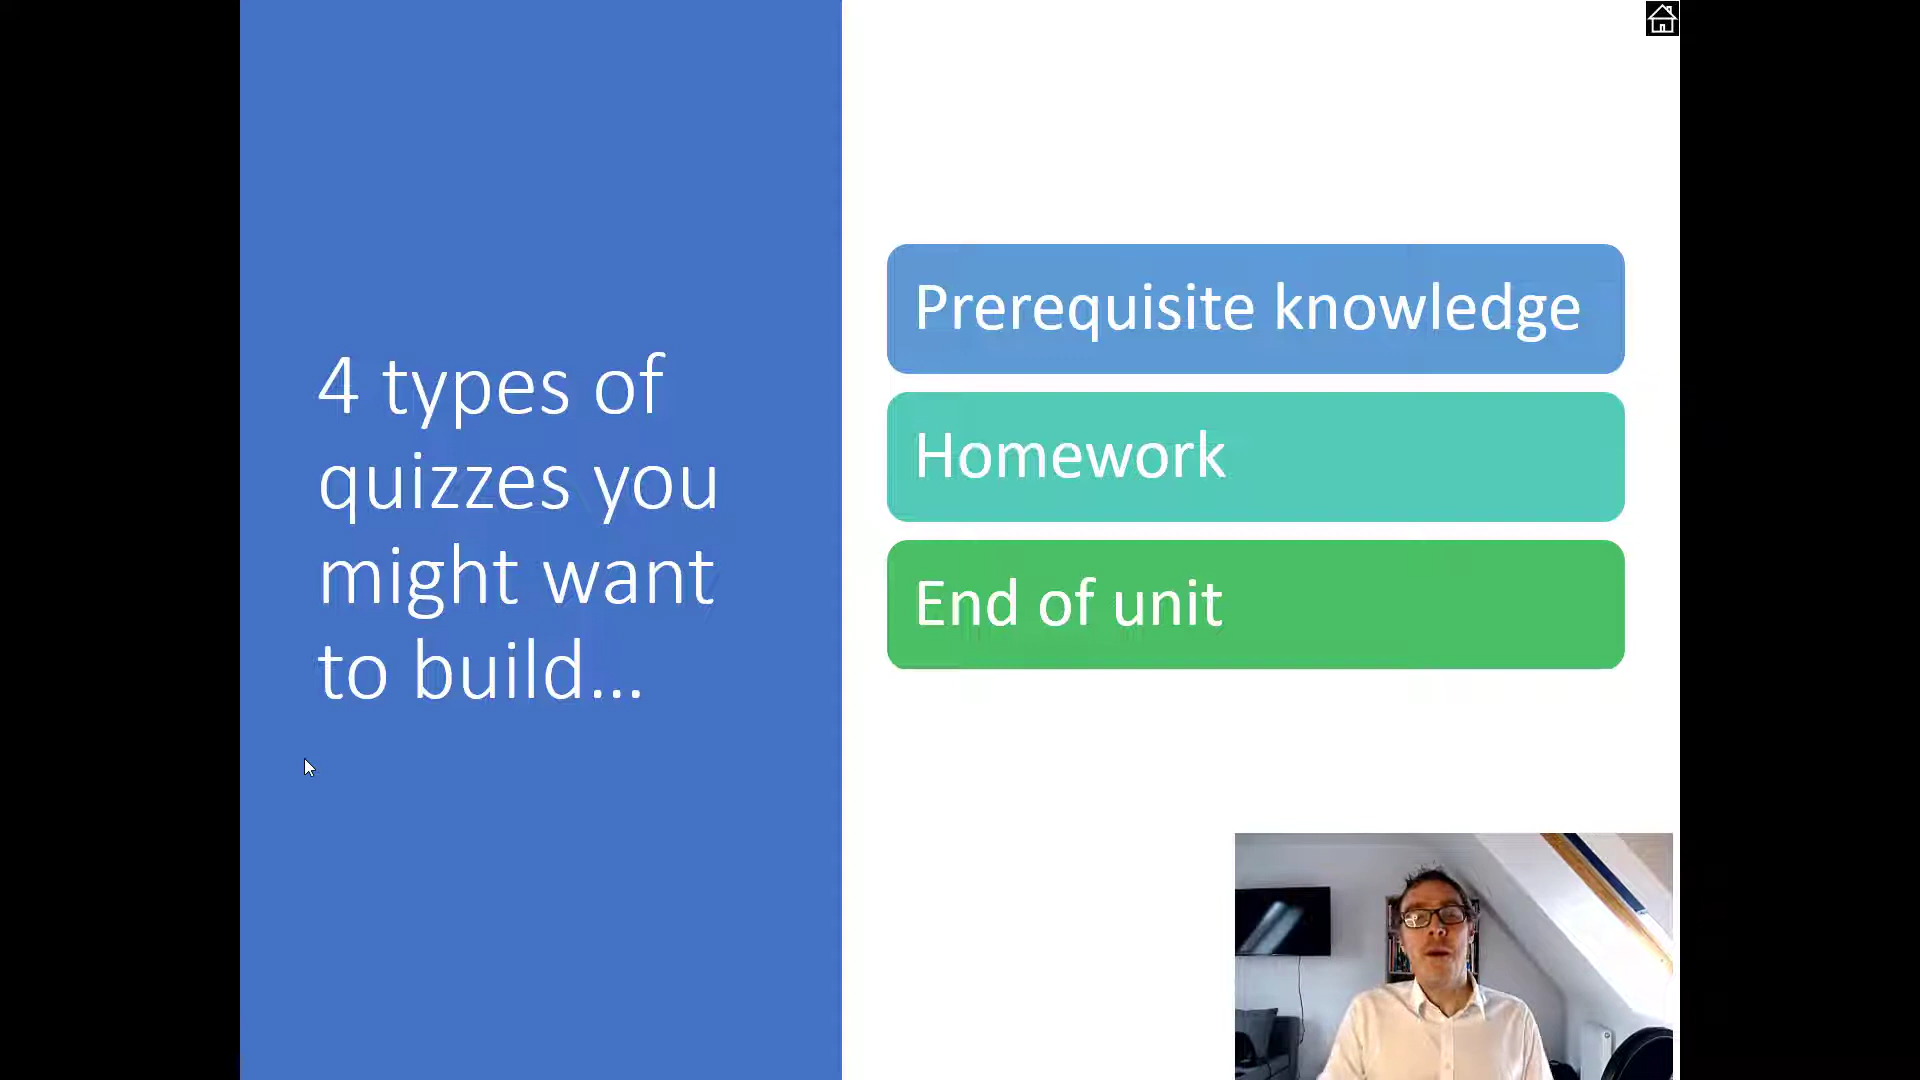 4 types of
quizzes you
might want
to build...
Prerequisite knowledge
Homework
End of unit